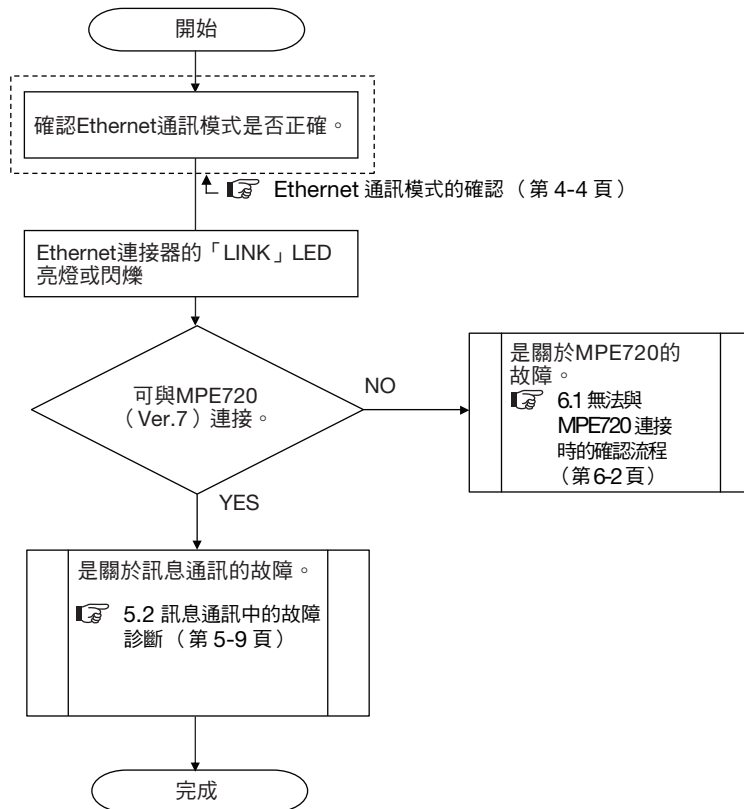 開始
確認Ethernet通訊模式是否正確。
Ethernet 通訊模式的確認（第 4-4 頁）
Ethernet連接器的「LINK」LED
亮燈或閃爍
可與MPE720
（Ver.7）連接。
NO
是關於MPE720的
故障。
6.1 無法與
MPE720 連接
時的確認流程
（第 6-2 頁）
YES
是關於訊息通訊的故障。
5.2 訊息通訊中的故障
診斷（第 5-9 頁）
完成